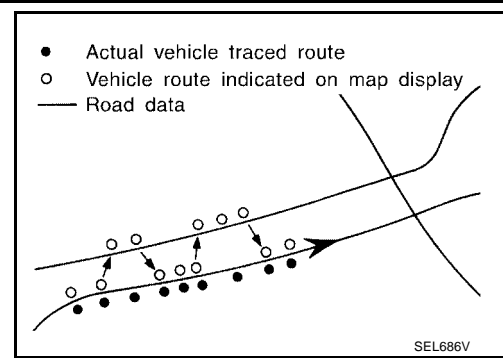 Actual vehicle traced route
Vehicle route indicated on map display
Road data
SEL686V